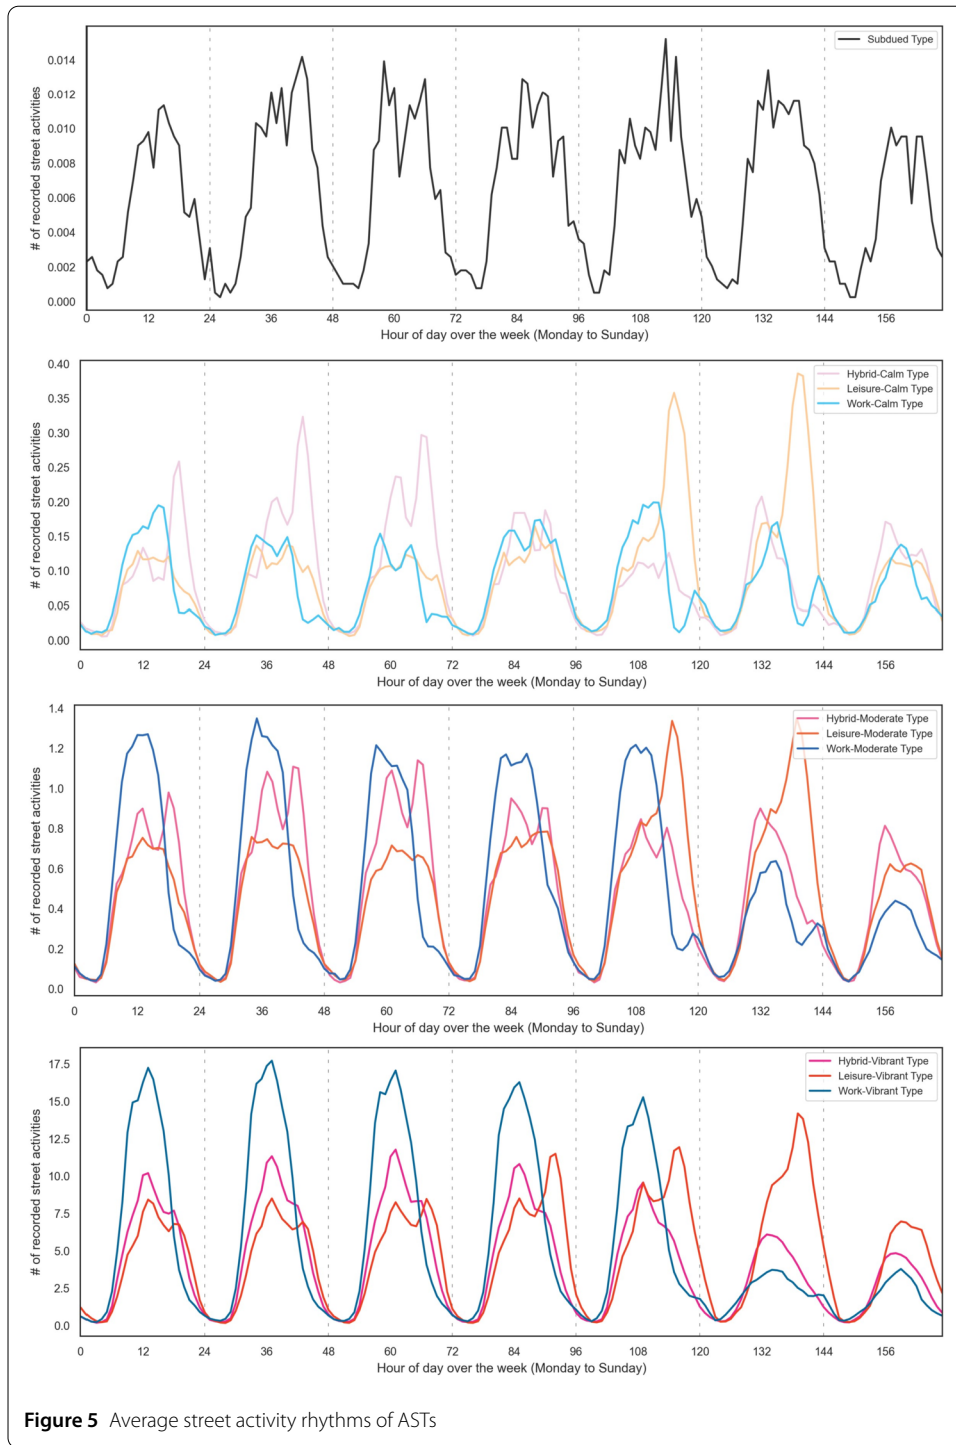 Subdued Type
# of recorded street activities
0.014
0.012
0.010
0.008
0.006
0.004
0.002
0.000
0 12 24 36 48 60 72 84 96 108 120 132 144 156
Hour of day over the week (Monday to Sunday)
Hybrid-Calm Type
Leisure-Calm Type
Work-Calm Type
# of recorded street activities
0.40
0.35
0.30
0.25
0.20
0.15
0.10
0.05
0.00
0 12 24 36 48 60 72 84 96 108 120 132 144 156
Hour of day over the week (Monday to Sunday)
Hybrid-Moderate Type
Leisure-Moderate Type
Work-Moderate Type
# of recorded street activities
1.4
1.2
1.0
0.8
0.6
0.4
0.2
0.0
0 12 24 36 48 60 72 84 96 108 120 132 144 156
Hour of day over the week (Monday to Sunday)
Hybrid-Vibrant Type
Leisure-Vibrant Type
Work-Vibrant Type
# of recorded street activities
17.5
15.0
12.5
10.0
7.5
5.0
2.5
0.0
0 12 24 36 48 60 72 84 96 108 120 132 144 156
Hour of day over the week (Monday to Sunday)
Figure 5 Average street activity rhythms of ASTs